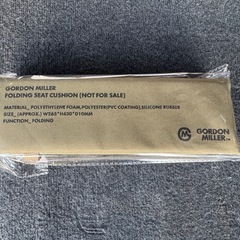 GORDON MILLER
FOLDING SEAT CUSHION (NOT FOR SALE)
MATERIAL_POLYETHYLENE FOAM,POLYESTER(PVC COATING),SILICONE RUBBER
SIZE_(APPROX.) W365*H430*D10MM
FUNCTION_FOLDING
GORDON
MILLER